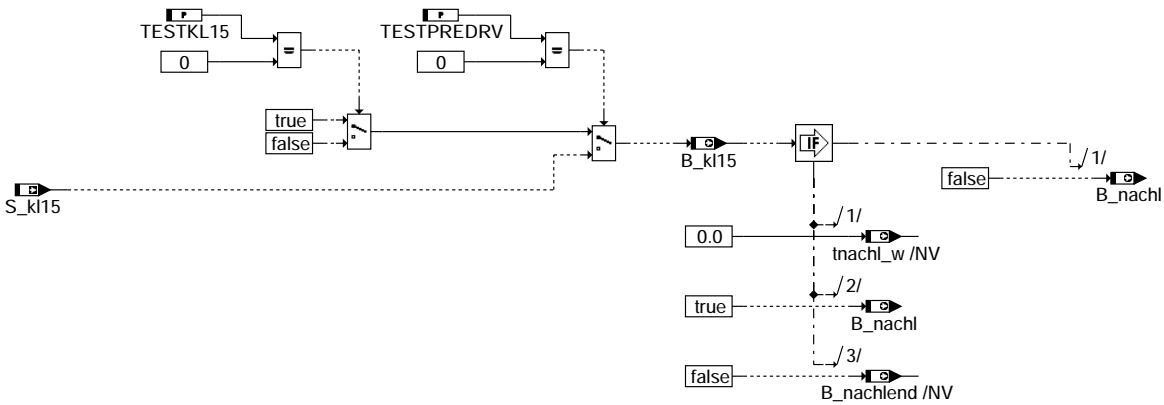 P
P
TESTKL15
TESTPREDRV
=
=
0
0
true
false
IF
B_kl15
/1/
false
S_kl15
B_nachl
/1/
0.0
tnachl_w /NV
/2/
true
B_nachl
/3/
false
B_nachlend /NV